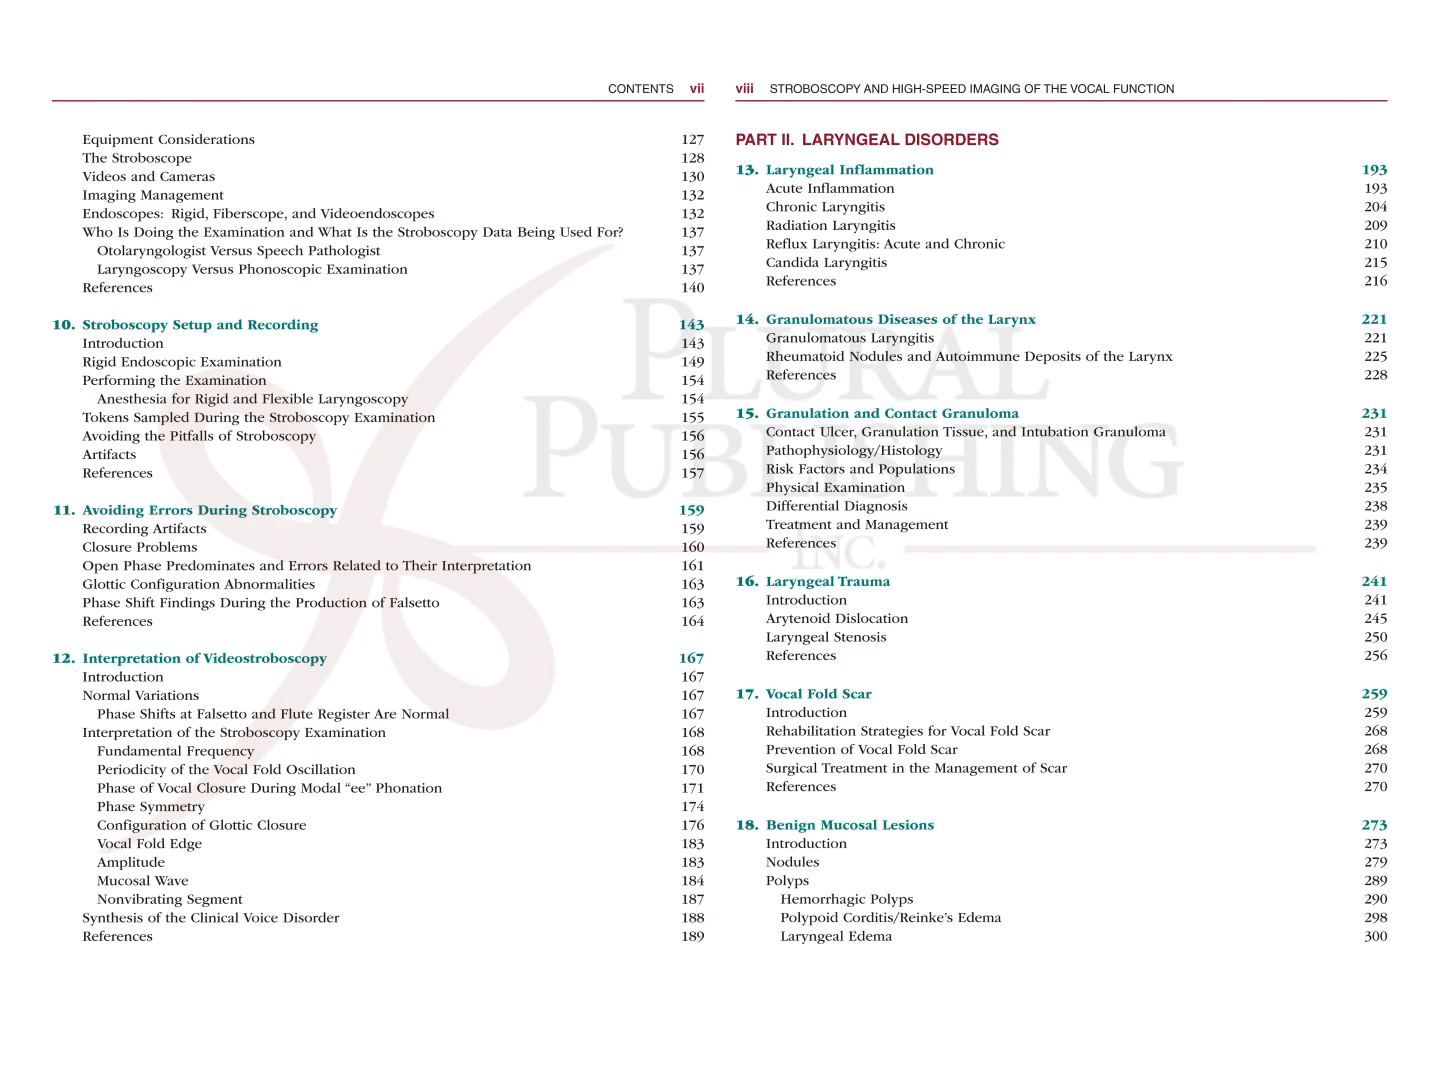 CONTENTS vii
Equipment Considerations 127
The Stroboscope 128
Videos and Cameras 130
Imaging Management 132
Endoscopes: Rigid, Fiberscope, and Videoendoscopes 132
Who Is Doing the Examination and What Is the Stroboscopy Data Being Used For? 137
Otolaryngologist Versus Speech Pathologist 137
Laryngoscopy Versus Phonoscopic Examination 137
References 140
10. Stroboscopy Setup and Recording 143
Introduction 143
Rigid Endoscopic Examination 149
Performing the Examination 154
Anesthesia for Rigid and Flexible Laryngoscopy 154
Tokens Sampled During the Stroboscopy Examination 155
Avoiding the Pitfalls of Stroboscopy 156
Artifacts 156
References 157
11. Avoiding Errors During Stroboscopy 159
Recording Artifacts 159
Closure Problems 160
Open Phase Predominates and Errors Related to Their Interpretation 161
Glottic Configuration Abnormalities 163
Phase Shift Findings During the Production of Falsetto 163
References 164
12. Interpretation of Videostroboscopy 167
Introduction 167
Normal Variations 167
Phase Shifts at Falsetto and Flute Register Are Normal 167
Interpretation of the Stroboscopy Examination 168
Fundamental Frequency 168
Periodicity of the Vocal Fold Oscillation 170
Phase of Vocal Closure During Modal “ee” Phonation 171
Phase Symmetry 174
Configuration of Glottic Closure 176
Vocal Fold Edge 183
Amplitude 183
Mucosal Wave 184
Nonvibrating Segment 187
Synthesis of the Clinical Voice Disorder 188
References 189
viii STROBOSCOPY AND HIGH-SPEED IMAGING OF THE VOCAL FUNCTION
PART II. LARYNGEAL DISORDERS
13. Laryngeal Inflammation 193
Acute Inflammation 193
Chronic Laryngitis 204
Radiation Laryngitis 209
Reflux Laryngitis: Acute and Chronic 210
Candida Laryngitis 215
References 216
14. Granulomatous Diseases of the Larynx 221
Granulomatous Laryngitis 221
Rheumatoid Nodules and Autoimmune Deposits of the Larynx 225
References 228
15. Granulation and Contact Granuloma 231
Contact Ulcer, Granulation Tissue, and Intubation Granuloma 231
Pathophysiology/Histology 231
Risk Factors and Populations 234
Physical Examination 235
Differential Diagnosis 238
Treatment and Management 239
References 239
16. Laryngeal Trauma 241
Introduction 241
Arytenoid Dislocation 245
Laryngeal Stenosis 250
References 256
17. Vocal Fold Scar 259
Introduction 259
Rehabilitation Strategies for Vocal Fold Scar 268
Prevention of Vocal Fold Scar 268
Surgical Treatment in the Management of Scar 270
References 270
18. Benign Mucosal Lesions 273
Introduction 273
Nodules 279
Polyps 289
Hemorrhagic Polyps 290
Polypoid Corditis/Reinke’s Edema 298
Laryngeal Edema 300
PLURAL
PUBLISHING
INC.